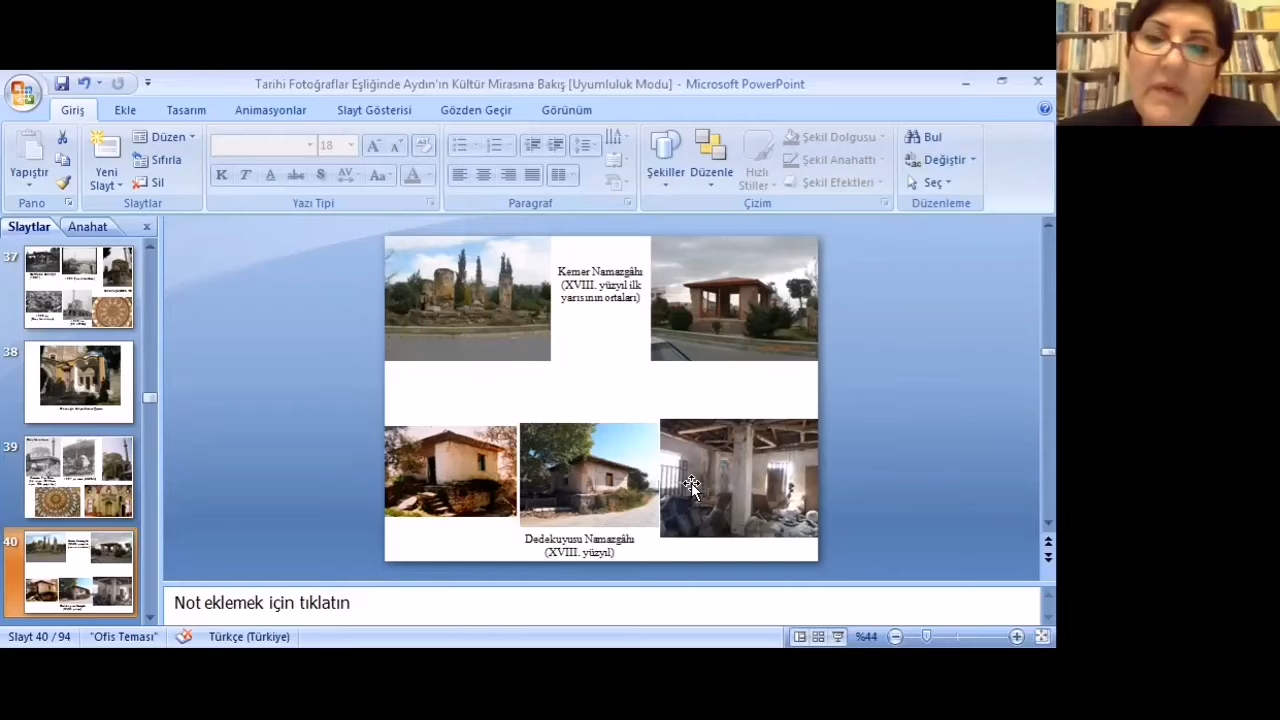 Tarihi Fotoğraflar Eşliğinde Aydın'ın Kültür Mirasına Bakış [Uyumluluk Modu] - Microsoft PowerPoint
Giriş Ekle Tasarım Animasyonlar Slayt Gösterisi Gözden Geçir Görünüm
Yapıştır
Pano
Yeni Slayt
Düzen
Sıfırla
Sil
Slaytlar
18
K T A abc S AV Aa A
Yazı Tipi
Paragraf
Şekiller
Düzenle
Hızlı Stiller
Şekil Dolgusu
Şekil Anahattı
Şekil Efektleri
Çizim
Bul
Değiştir
Seç
Düzenleme
Slaytlar Anahat
37
38
39
40
Kemer Namazgâhı
(XVIII. yüzyıl ilk
yarısının ortaları)
Dedekuyusu Namazgâhı
(XVIII. yüzyıl)
Not eklemek için tıklatın
Slayt 40 / 94 "Ofis Teması" Türkçe (Türkiye) %44